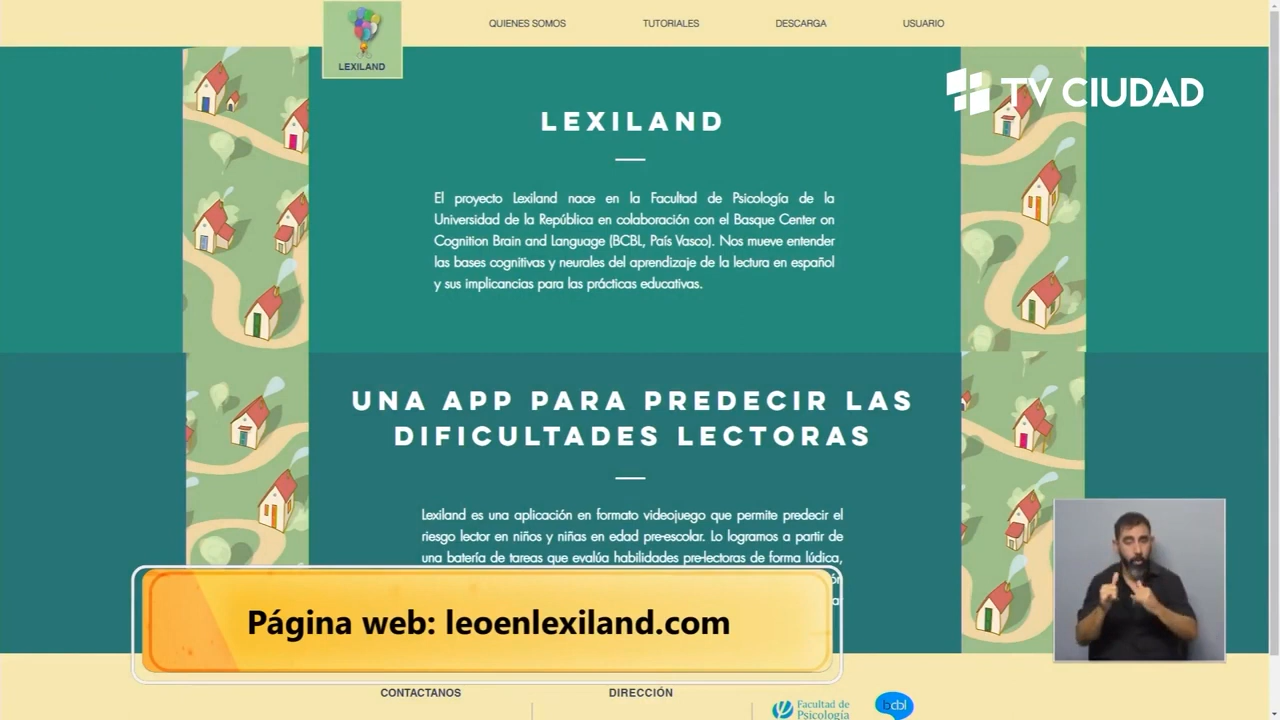 QUIENES SOMOS TUTORIALES DESCARGA USUARIO
LEXILAND
TV CIUDAD
LEXILAND
El proyecto Lexiland nace en la Facultad de Psicología de la
Universidad de la República en colaboración con el Basque Center on
Cognition Brain and Language (BCBL, País Vasco). Nos mueve entender
las bases cognitivas y neurales del aprendizaje de la lectura en español
y sus implicancias para las prácticas educativas.
UNA APP PARA PREDECIR LAS
DIFICULTADES LECTORAS
Lexiland es una aplicación en formato videojuego que permite predecir el
riesgo lector en niños y niñas en edad pre-escolar. Lo logramos a partir de
una batería de tareas que evalúa habilidades pre-lectoras de forma lúdica,
Página web: leoenlexiland.com
CONTACTANOS DIRECCIÓN
Facultad de
Psicología
bcbl